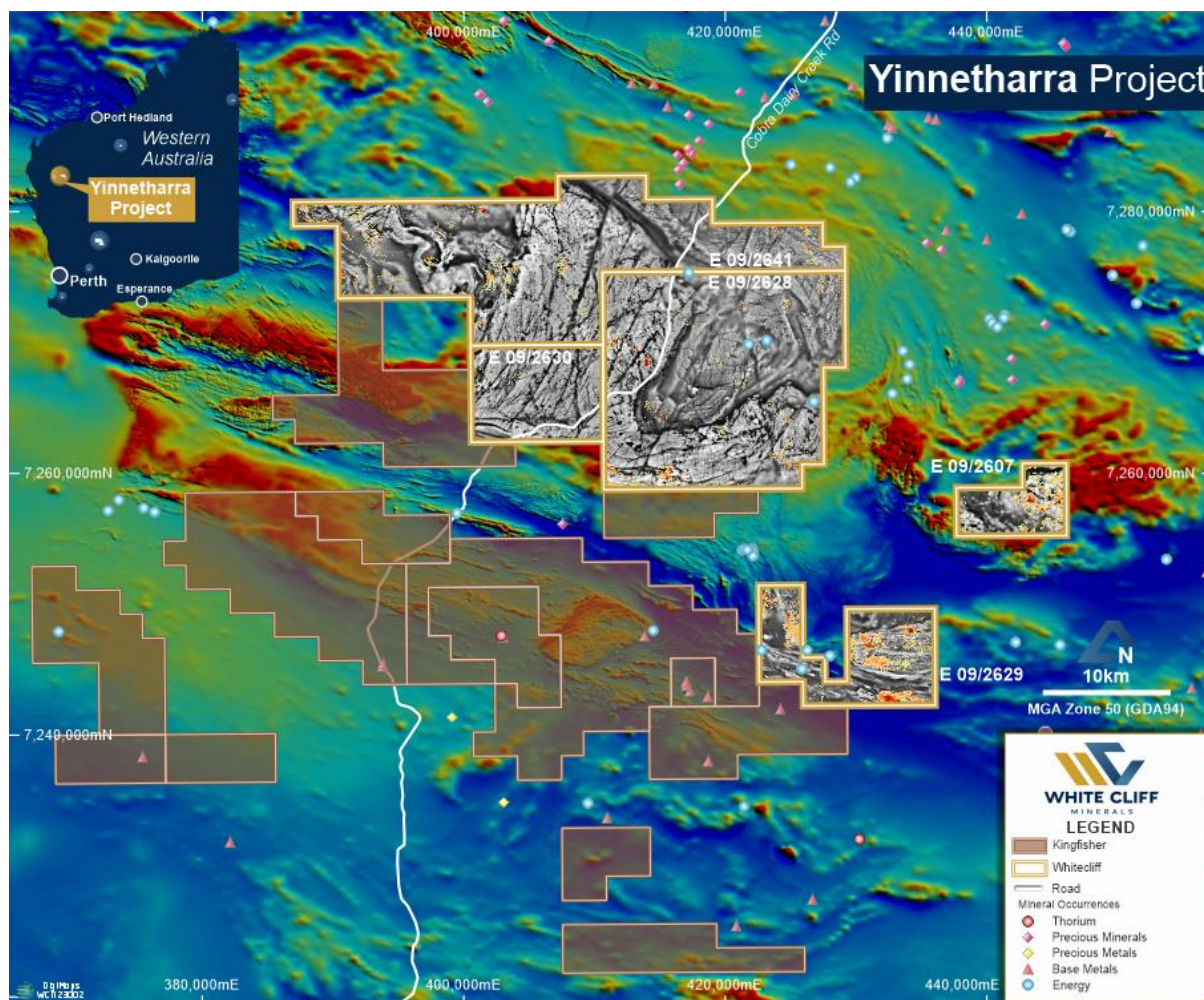 400,000mE
420,000mE
440,000mE
Yinnetharra Project
Cobra Dairy Creek Rd
Port Hedland
Western
Australia
Yinnetharra
Project
Kalgoorlie
Perth
Esperance
7,280,000mN
E 09/2641
E 09/2628
E 09/2630
7,260,000mN
E 09/2607
7,260,000mN
N
10km
MGA Zone 50 (GDA94)
E 09/2629
7,240,000mN
WHITE CLIFF
MINERALS
LEGEND
Kingfisher
Whitecliff
Road
Mineral Occurrences
Thorium
Precious Minerals
Precious Metals
Base Metals
Energy
DigiMaps
380,000mE
400,000mE
420,000mE
440,000mE